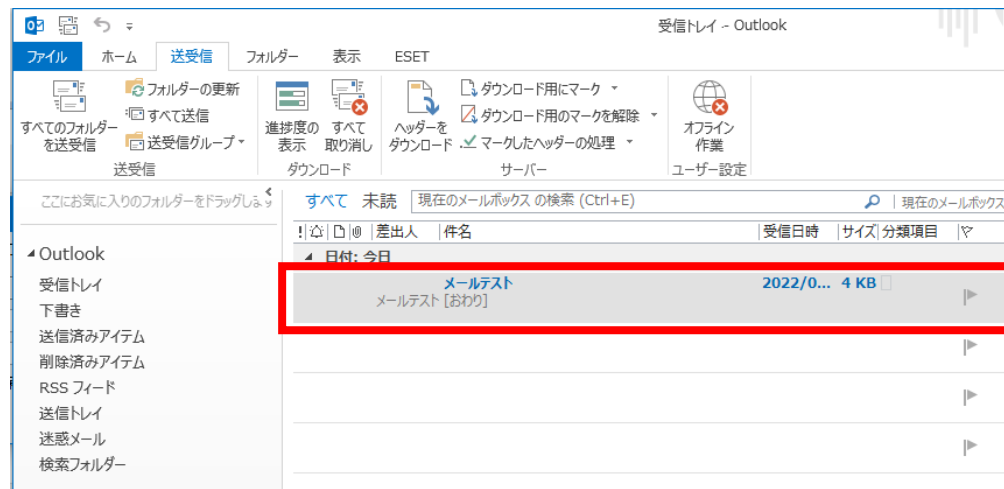 受信トレイ - Outlook
ファイル ホーム 送受信 フォルダー 表示 ESET
すべてのフォルダー
を送受信
フォルダーの更新
すべて送信
送受信グループ
送受信
進捗度の
表示
すべて
取り消し
ダウンロード
ヘッダーを
ダウンロード
ダウンロード用にマーク
ダウンロード用のマークを解除
マークしたヘッダーの処理
サーバー
オフライン
作業
ユーザー設定
ここにお気に入りのフォルダーをドラッグします
Outlook
受信トレイ
下書き
送信済みアイテム
削除済みアイテム
RSS フィード
送信トレイ
迷惑メール
検索フォルダー
すべて 未読 現在のメールボックス の検索 (Ctrl+E) 現在のメールボックス
! 差出人 件名 受信日時 サイズ 分類項目
日付: 今日
メールテスト 2022/0... 4 KB
メールテスト [おわり]